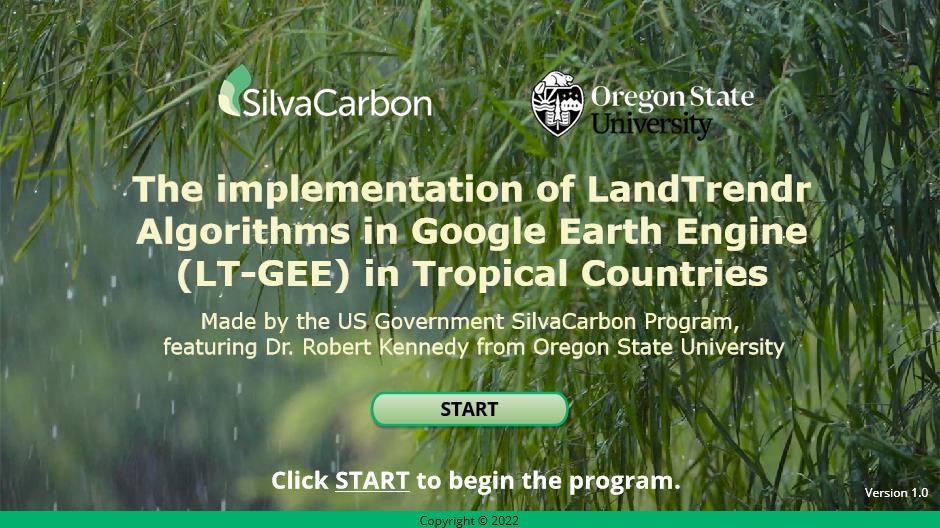 SilvaCarbon
Oregon State
University
The implementation of LandTrendr
Algorithms in Google Earth Engine
(LT-GEE) in Tropical Countries
Made by the US Government SilvaCarbon Program,
featuring Dr. Robert Kennedy from Oregon State University
START
Click START to begin the program.
Version 1.0
Copyright © 2022